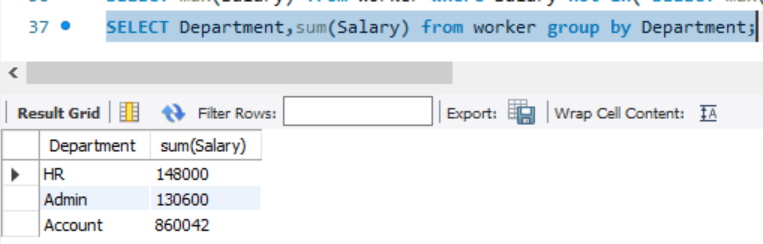 37 SELECT Department,sum(Salary) from worker group by Department;
Result Grid Filter Rows: Export: Wrap Cell Content:
Department sum(Salary)
HR 148000
Admin 130600
Account 860042